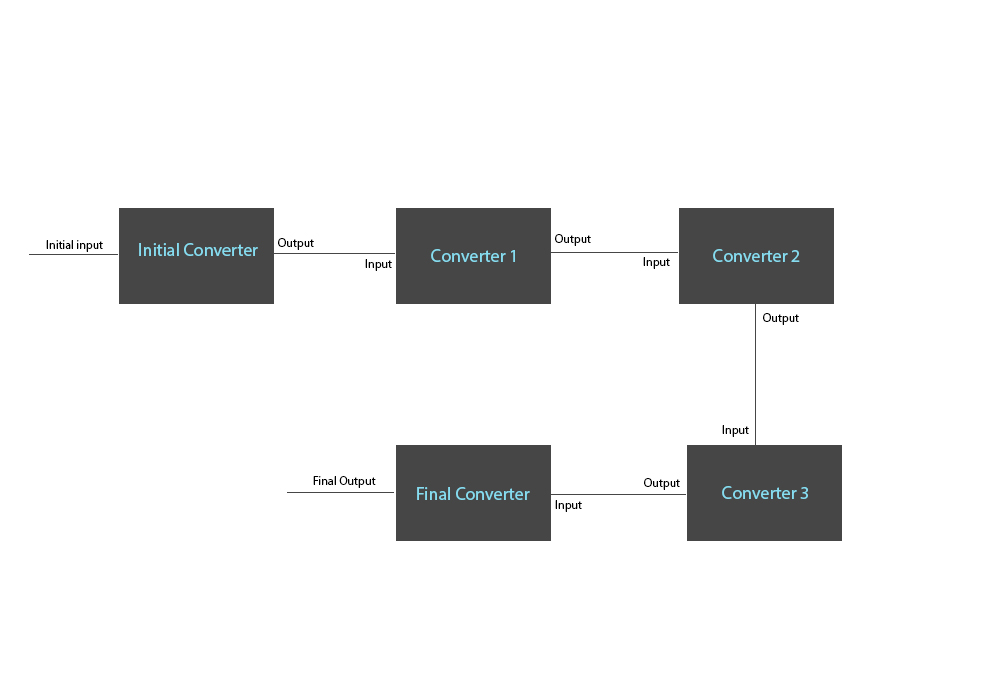 Initial input
Initial Converter
Output
Input
Converter 1
Output
Input
Converter 2
Output
Input
Converter 3
Output
Input
Final Converter
Final Output